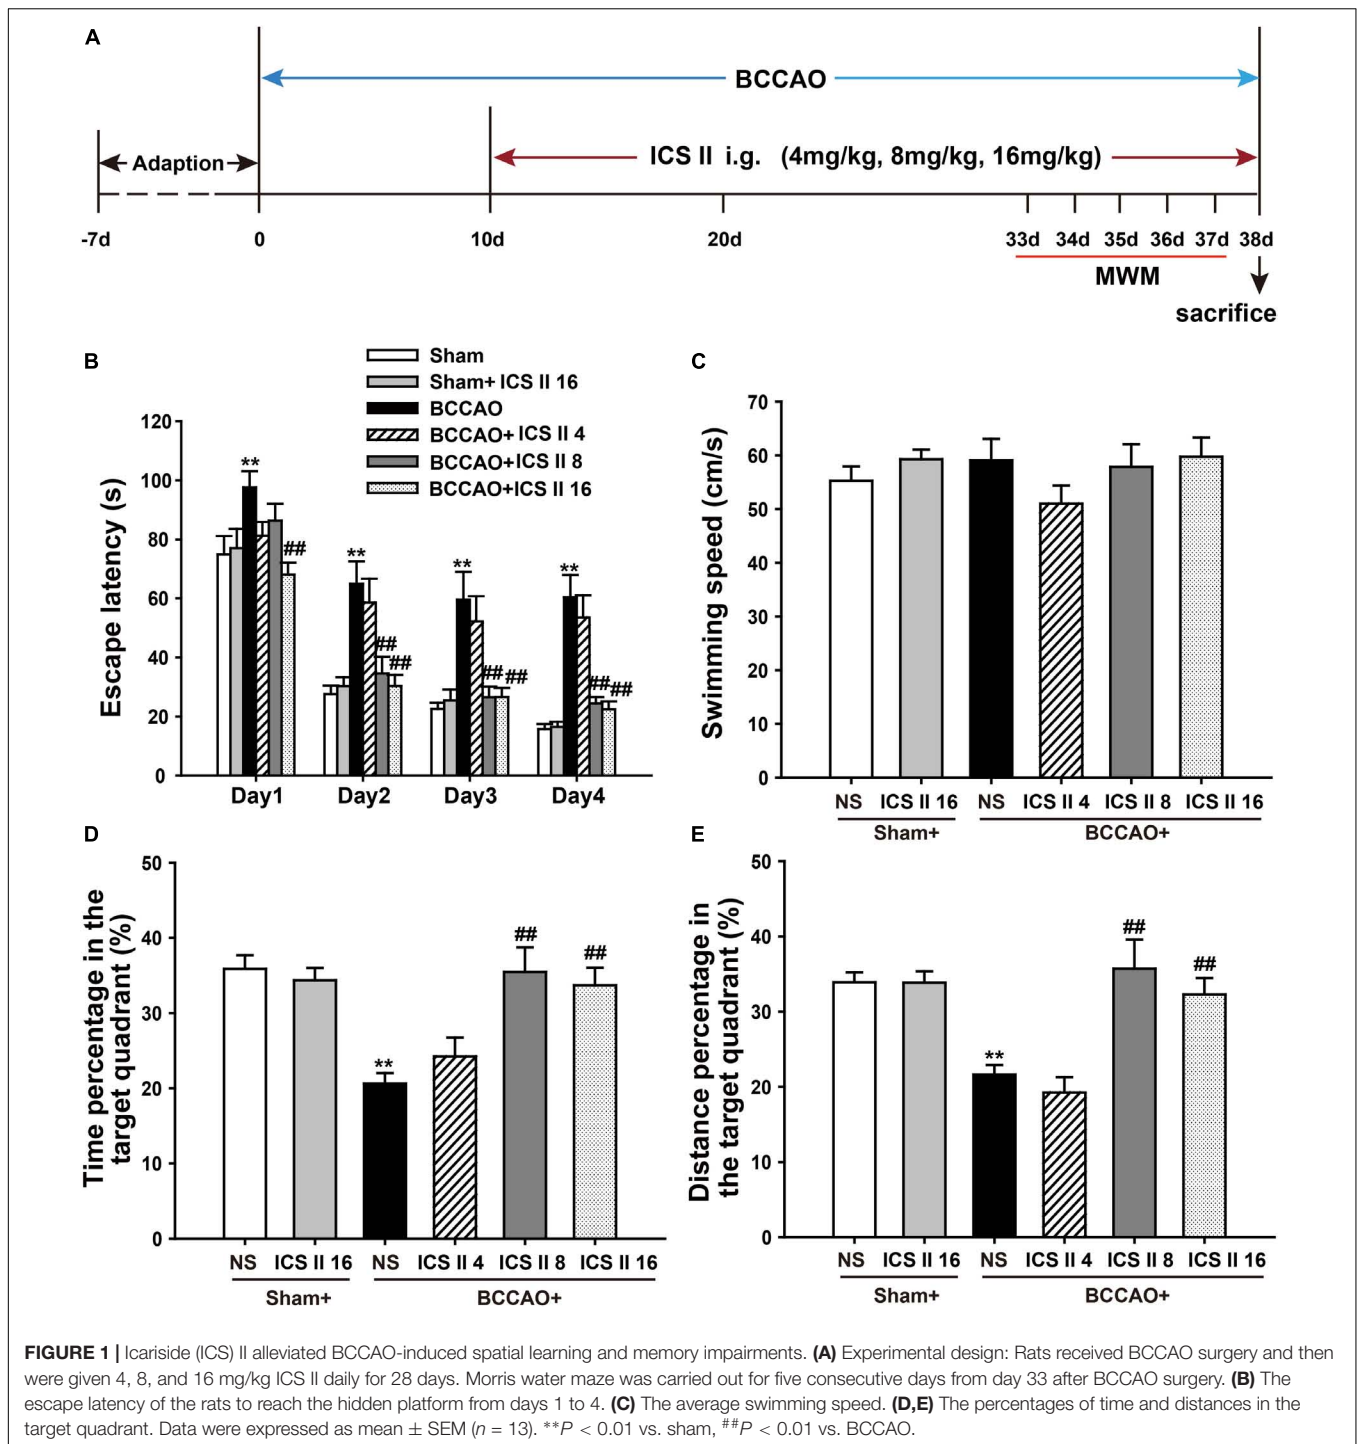 A
BCCAO
Adaption
ICS II i.g. (4mg/kg, 8mg/kg, 16mg/kg)
-7d 0 10d 20d 33d 34d 35d 36d 37d 38d
MWM
sacrifice
B
Sham
Sham+ ICS II 16
BCCAO
BCCAO+ ICS II 4
BCCAO+ICS II 8
BCCAO+ICS II 16
Escape latency (s)
120
100
80
60
40
20
0
** ##
** ## ##
** ## ##
** ## ##
Day1 Day2 Day3 Day4
C
Swimming speed (cm/s)
70
60
50
40
30
20
10
0
NS ICS II 16 NS ICS II 4 ICS II 8 ICS II 16
Sham+ BCCAO+
D
Time percentage in the
target quadrant (%)
50
40
30
20
10
0
** ## ##
NS ICS II 16 NS ICS II 4 ICS II 8 ICS II 16
Sham+ BCCAO+
E
Distance percentage in
the target quadrant (%)
50
40
30
20
10
0
** ## ##
NS ICS II 16 NS ICS II 4 ICS II 8 ICS II 16
Sham+ BCCAO+
FIGURE 1 | Icariside (ICS) II alleviated BCCAO-induced spatial learning and memory impairments. (A) Experimental design: Rats received BCCAO surgery and then
were given 4, 8, and 16 mg/kg ICS II daily for 28 days. Morris water maze was carried out for five consecutive days from day 33 after BCCAO surgery. (B) The
escape latency of the rats to reach the hidden platform from days 1 to 4. (C) The average swimming speed. (D,E) The percentages of time and distances in the
target quadrant. Data were expressed as mean ± SEM (n = 13). **P < 0.01 vs. sham, ##P < 0.01 vs. BCCAO.